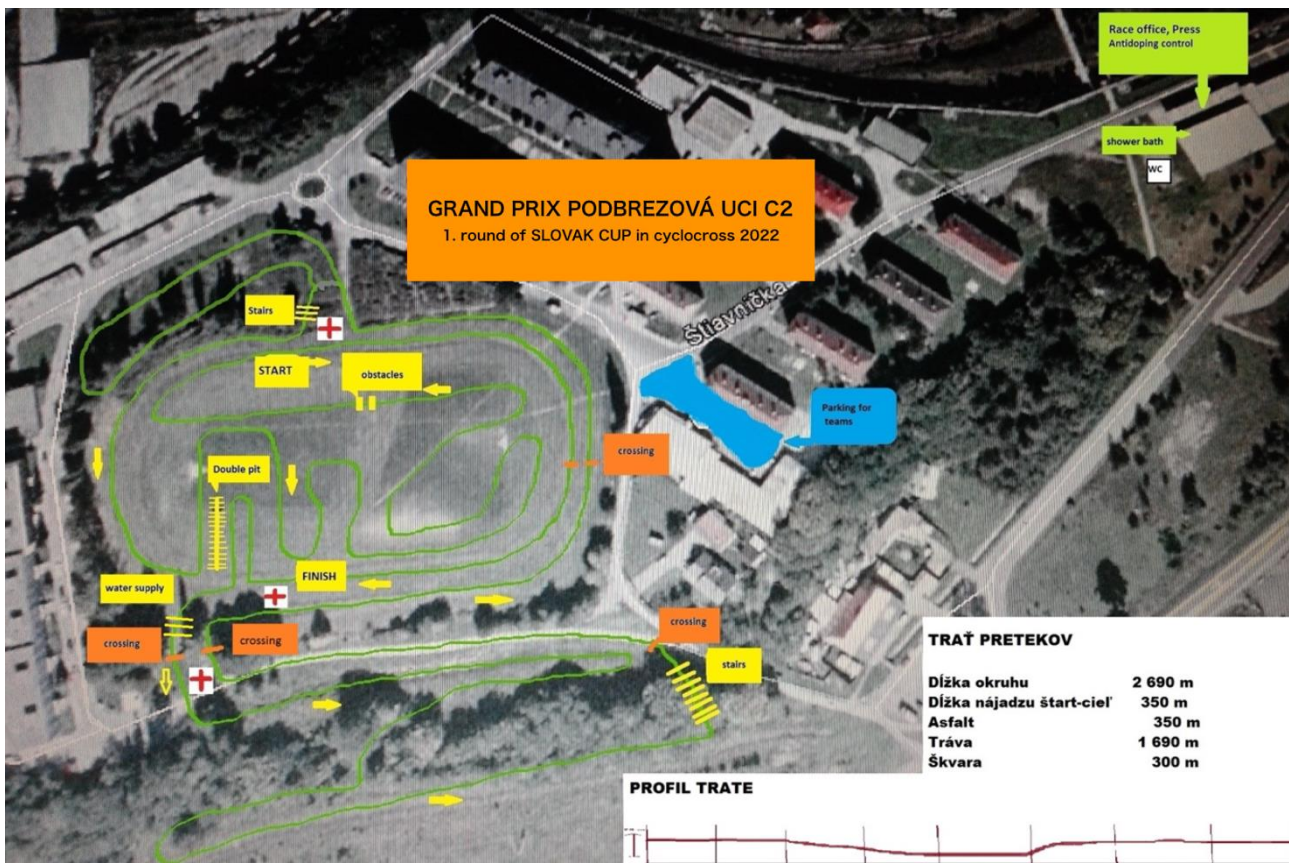 Race office, Press
Antidoping control
shower bath
WC
GRAND PRIX PODBREZOVÁ UCI C2
1. round of SLOVAK CUP in cyclocross 2022
Štiavnička
Stairs
START
obstacles
Parking for
teams
crossing
Double pit
FINISH
water supply
crossing
crossing
crossing
stairs
TRAŤ PRETEKOV
Dĺžka okruhu 2 690 m
Dĺžka nájadzu štart-cieľ 350 m
Asfalt 350 m
Tráva 1 690 m
Škvara 300 m
PROFIL TRATE